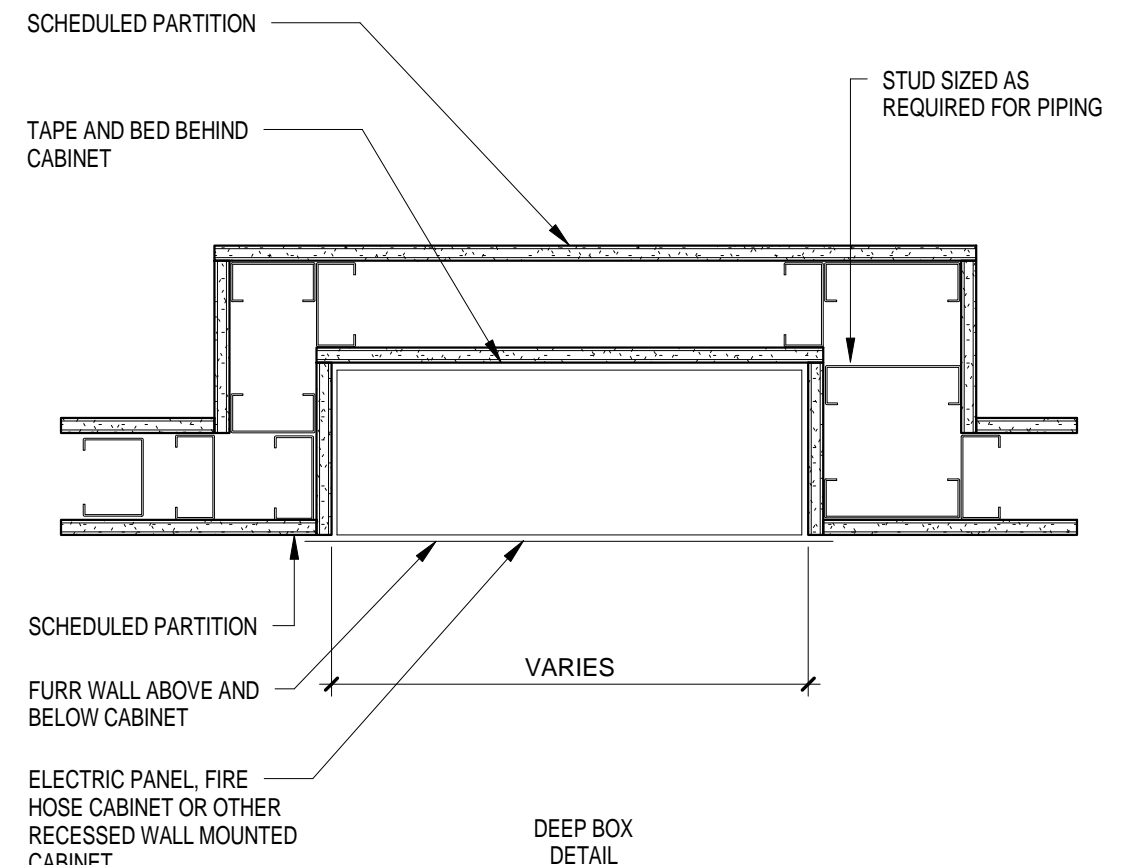 SCHEDULED PARTITION
TAPE AND BED BEHIND
CABINET
STUD SIZED AS
REQUIRED FOR PIPING
SCHEDULED PARTITION
FURR WALL ABOVE AND
BELOW CABINET
VARIES
ELECTRIC PANEL, FIRE
HOSE CABINET OR OTHER
RECESSED WALL MOUNTED
CABINET
DEEP BOX
DETAIL